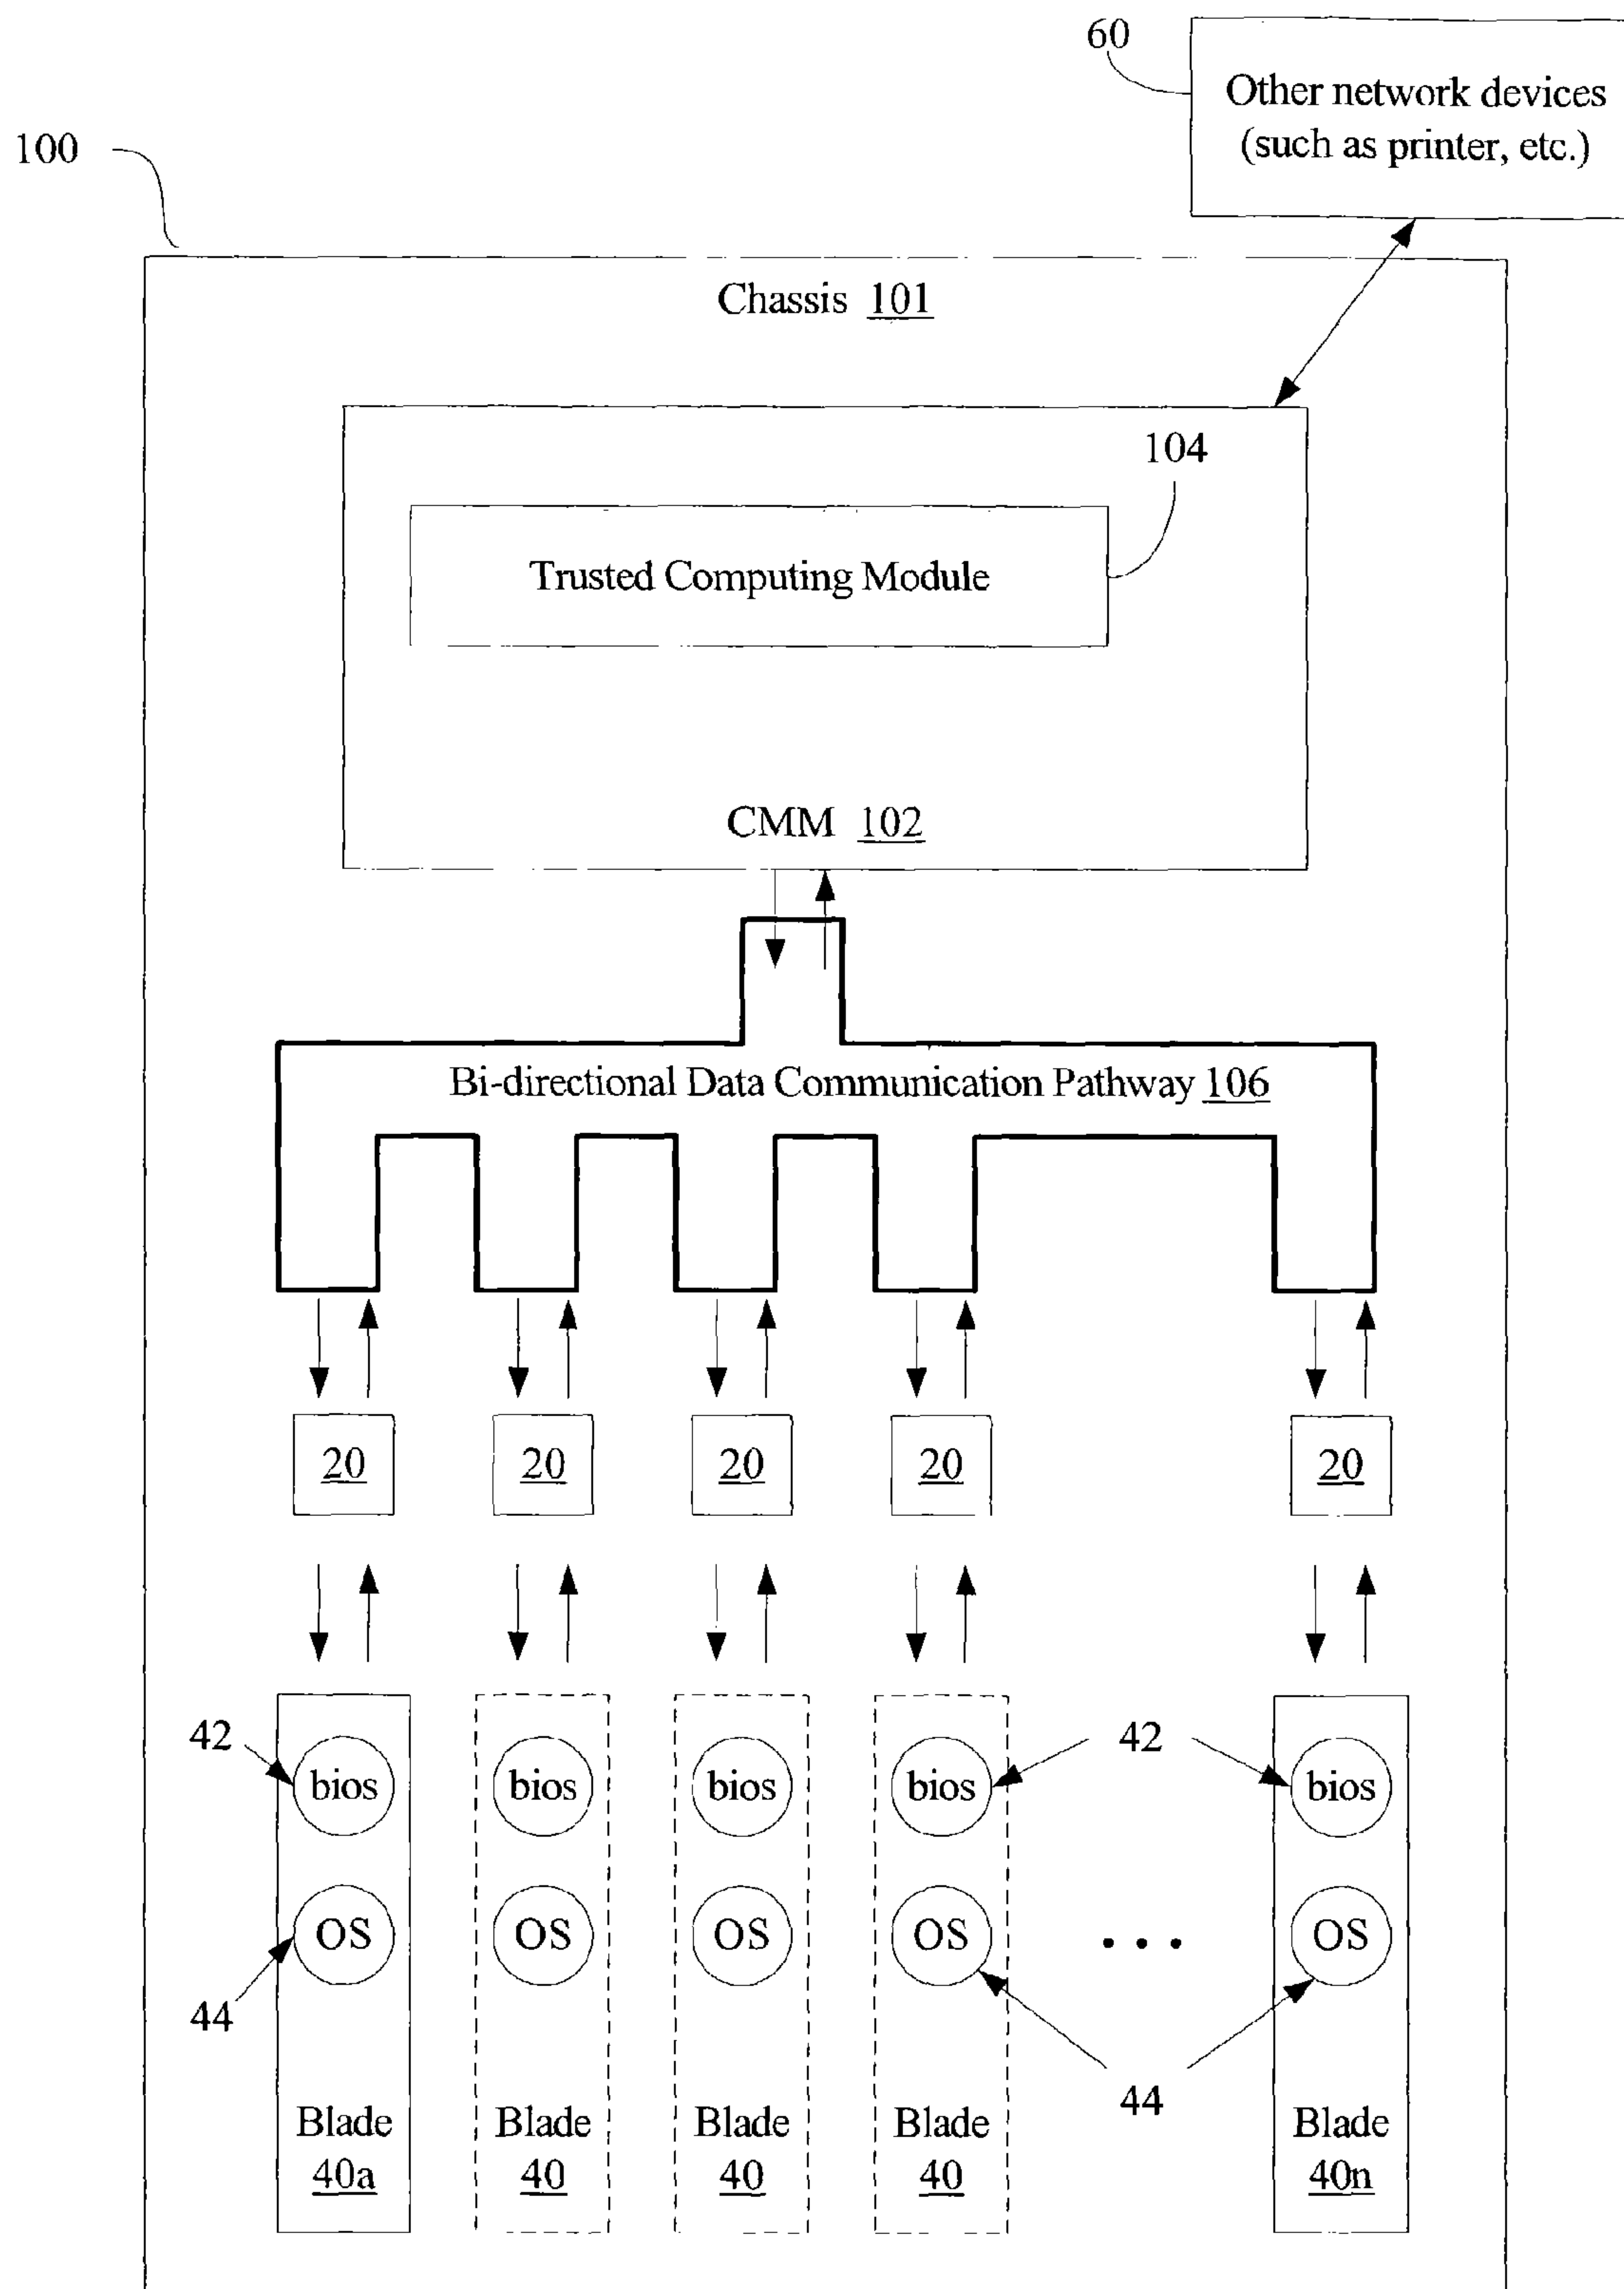 60
Other network devices
(such as printer, etc.)
100
Chassis 101
104
Trusted Computing Module
CMM 102
Bi-directional Data Communication Pathway 106
20 20 20 20 20
42 bios bios bios bios 42 bios
OS OS OS OS . . . OS
44
44
Blade Blade Blade Blade Blade
40a 40 40 40 40n